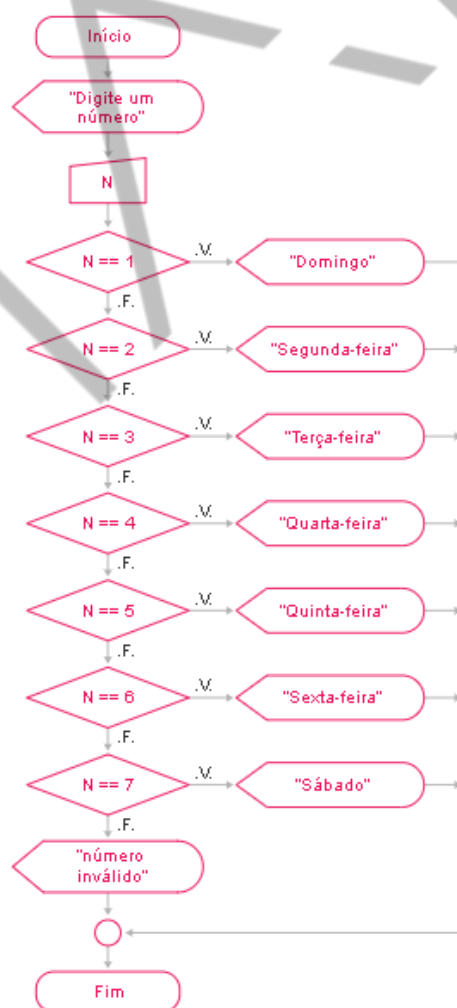 Início
"Digite um
número"
N
N == 1
.V.
"Domingo"
.F.
N == 2
.V.
"Segunda-feira"
.F.
N == 3
.V.
"Terça-feira"
.F.
N == 4
.V.
"Quarta-feira"
.F.
N == 5
.V.
"Quinta-feira"
.F.
N == 6
.V.
"Sexta-feira"
.F.
N == 7
.V.
"Sábado"
.F.
"número
inválido"
Fim